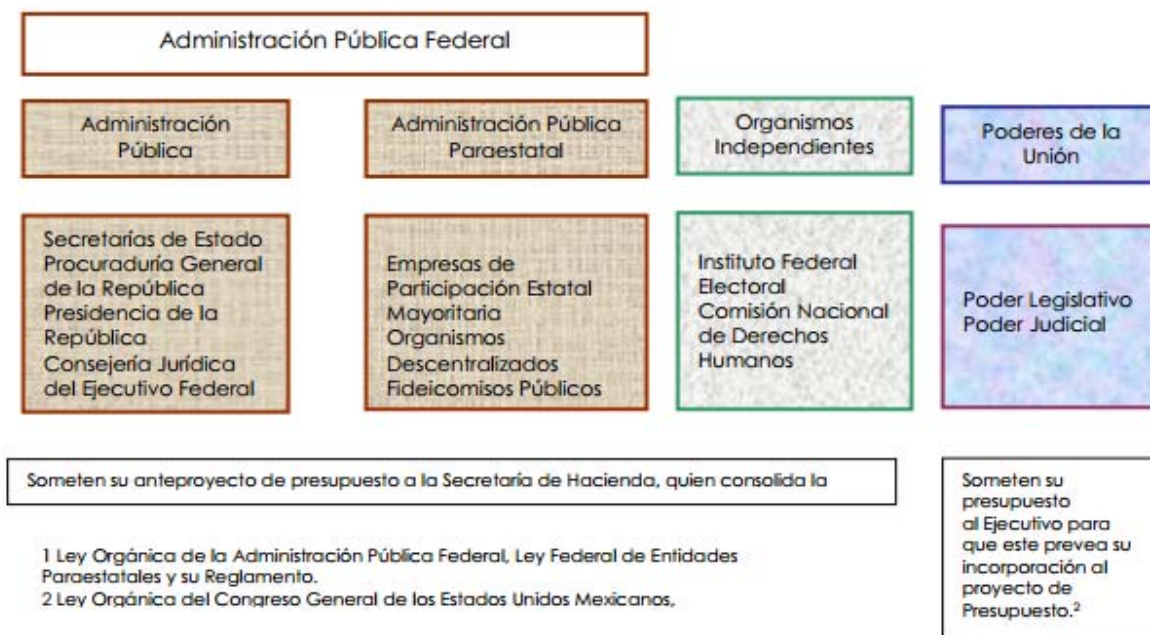 Administración Pública Federal
Administración
Pública
Administración Pública
Paraestatal
Organismos
Independientes
Poderes de la
Unión
Secretarías de Estado
Procuraduría General
de la República
Presidencia de la
República
Consejería Jurídica
del Ejecutivo Federal
Empresas de
Participación Estatal
Mayoritaria
Organismos
Descentralizados
Fideicomisos Públicos
Instituto Federal
Electoral
Comisión Nacional
de Derechos
Humanos
Poder Legislativo
Poder Judicial
Someten su anteproyecto de presupuesto a la Secretaría de Hacienda, quien consolida la
Someten su
presupuesto
al Ejecutivo para
que este prevea su
incorporación al
proyecto de
Presupuesto.²
1 Ley Orgánica de la Administración Pública Federal, Ley Federal de Entidades
Paraestatales y su Reglamento.
2 Ley Orgánica del Congreso General de los Estados Unidos Mexicanos,